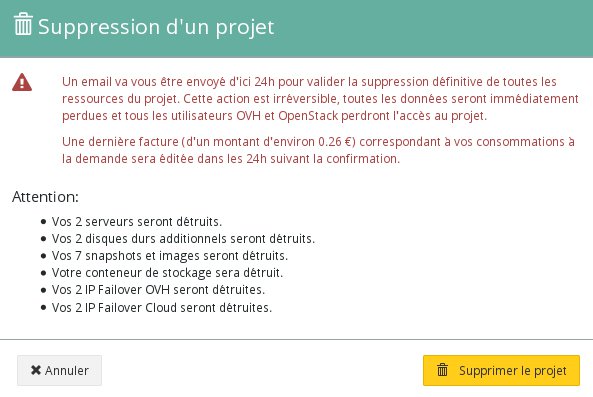 Suppression d'un projet
Un email va vous être envoyé d'ici 24h pour valider la suppression définitive de toutes les
ressources du projet. Cette action est irréversible, toutes les données seront immédiatement
perdues et tous les utilisateurs OVH et OpenStack perdront l'accès au projet.
Une dernière facture (d'un montant d'environ 0.26 €) correspondant à vos consommations à
la demande sera éditée dans les 24h suivant la confirmation.
Attention:
Vos 2 serveurs seront détruits.
Vos 2 disques durs additionnels seront détruits.
Vos 7 snapshots et images seront détruits.
Votre conteneur de stockage sera détruit.
Vos 2 IP Failover OVH seront détruites.
Vos 2 IP Failover Cloud seront détruites.
Annuler
Supprimer le projet